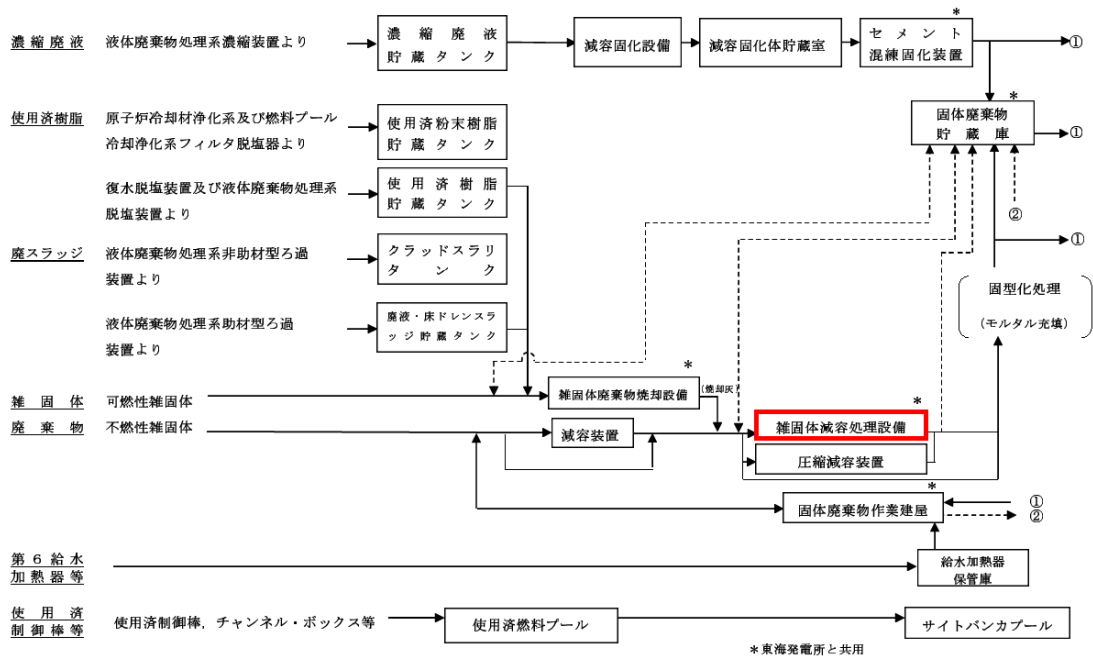 濃縮廃液 液体廃棄物処理系濃縮装置より
濃縮廃液
貯蔵タンク
減容固化設備
減容固化体貯蔵室
*
セメント
混練固化装置
①
*
固体廃棄物
貯蔵庫
①
使用済樹脂 原子炉冷却材浄化系及び燃料プール
冷却浄化系フィルタ脱塩器より
使用済粉末樹脂
貯蔵タンク
復水脱塩装置及び液体廃棄物処理系
脱塩装置より
使用済樹脂
貯蔵タンク
②
廃スラッジ 液体廃棄物処理系非助材型ろ過
装置より
クラッドスラリ
タンク
①
固型化処理
(モルタル充填)
液体廃棄物処理系助材型ろ過
装置より
廃液・床ドレンスラ
ッジ貯蔵タンク
雑固体 可燃性雑固体
廃棄物 不燃性雑固体
*
雑固体廃棄物焼却設備
(焼却灰)
減容装置
*
雑固体減容処理設備
圧縮減容装置
*
固体廃棄物作業建屋
①
②
第6給水
加熱器等
給水加熱器
保管庫
使用済
制御棒等
使用済制御棒,チャンネル・ボックス等
使用済燃料プール
サイトバンカプール
*東海発電所と共用